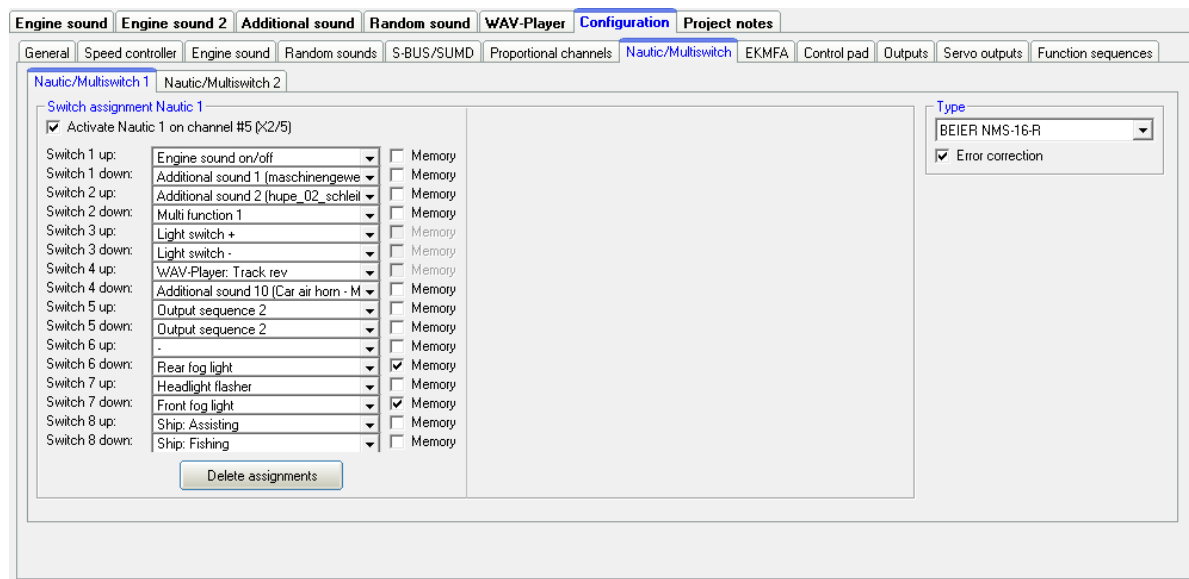 Engine sound Engine sound 2 Additional sound Random sound WAV-Player Configuration Project notes
General Speed controller Engine sound Random sounds S-BUS/SUMD Proportional channels Nautic/Multiswitch EKMFA Control pad Outputs Servo outputs Function sequences
Nautic/Multiswitch 1 Nautic/Multiswitch 2
Switch assignment Nautic 1 Type
Activate Nautic 1 on channel #5 (X2/5) BEIER NMS-16-R
Error correction
Switch 1 up: Engine sound on/off Memory
Switch 1 down: Additional sound 1 (maschinengewe Memory
Switch 2 up: Additional sound 2 (hupe_02_schleif Memory
Switch 2 down: Multi function 1 Memory
Switch 3 up: Light switch + Memory
Switch 3 down: Light switch - Memory
Switch 4 up: WAV-Player: Track rev Memory
Switch 4 down: Additional sound 10 (Car air horn - M Memory
Switch 5 up: Output sequence 2 Memory
Switch 5 down: Output sequence 2 Memory
Switch 6 up: - Memory
Switch 6 down: Rear fog light Memory
Switch 7 up: Headlight flasher Memory
Switch 7 down: Front fog light Memory
Switch 8 up: Ship: Assisting Memory
Switch 8 down: Ship: Fishing Memory
Delete assignments